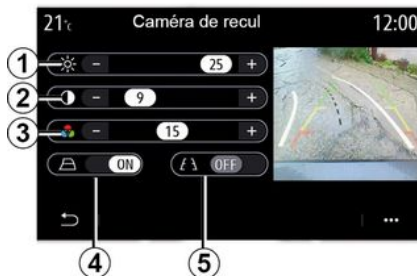 21°c Caméra de recul 12:00
1 - 25 +
2 - 9 +
3 - 15 +
ON OFF
4 5